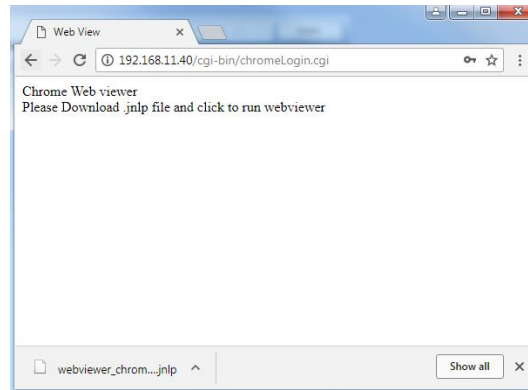 Web View
192.168.11.40/cgi-bin/chromeLogin.cgi
Chrome Web viewer
Please Download .jnlp file and click to run webviewer
webviewer_chrom....jnlp
Show all